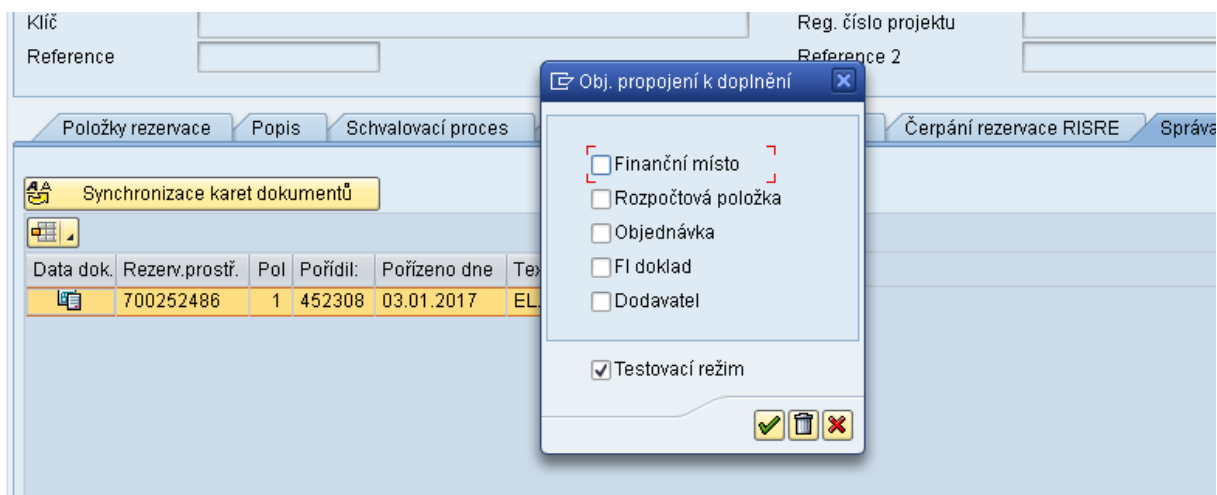 Klíč Reg. číslo projektu
Reference Reference 2
Obj. propojení k doplnění
Položky rezervace Popis Schvalovací proces Čerpání rezervace RISRE Správa
Finanční místo
Synchronizace karet dokumentů
Rozpočtová položka
Objednávka
Data dok. Rezerv.prostř. Pol Pořídil: Pořízeno dne
FI doklad
700252486 1 452308 03.01.2017 EL.
Dodavatel
Testovací režim